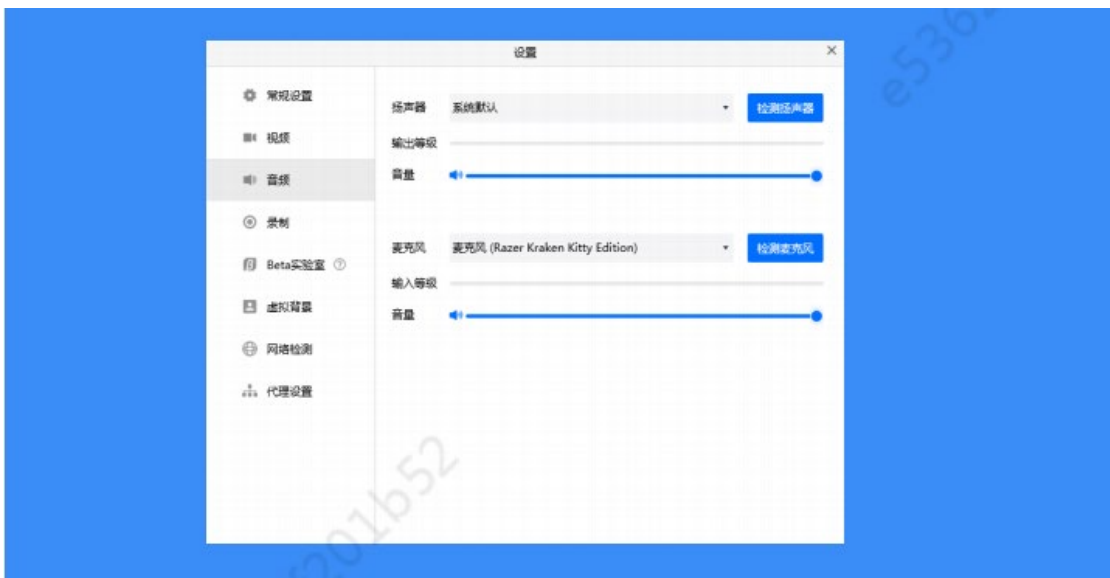 设置
常规设置
视频
音频
录制
Beta实验室
虚拟背景
网络检测
代理设置
扬声器 系统默认 检测扬声器
输出等级
音量
麦克风 麦克风 (Razer Kraken Kitty Edition) 检测麦克风
输入等级
音量